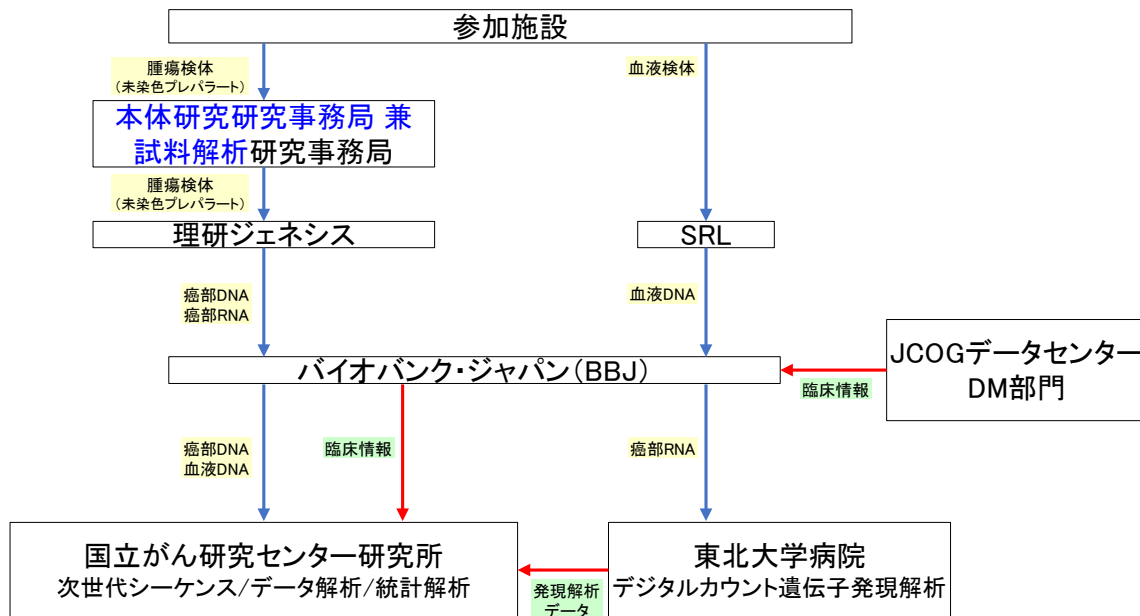 参加施設
腫瘍検体
(未染色プレパラート)
血液検体
本体研究研究事務局 兼
試料解析研究事務局
腫瘍検体
(未染色プレパラート)
理研ジェネシス
SRL
癌部DNA
癌部RNA
血液DNA
JCOGデータセンター
DM部門
バイオバンク・ジャパン(BBJ)
臨床情報
癌部DNA
血液DNA
臨床情報
癌部RNA
国立がん研究センター研究所
次世代シーケンス/データ解析/統計解析
東北大学病院
デジタルカウント遺伝子発現解析
発現解析
データ